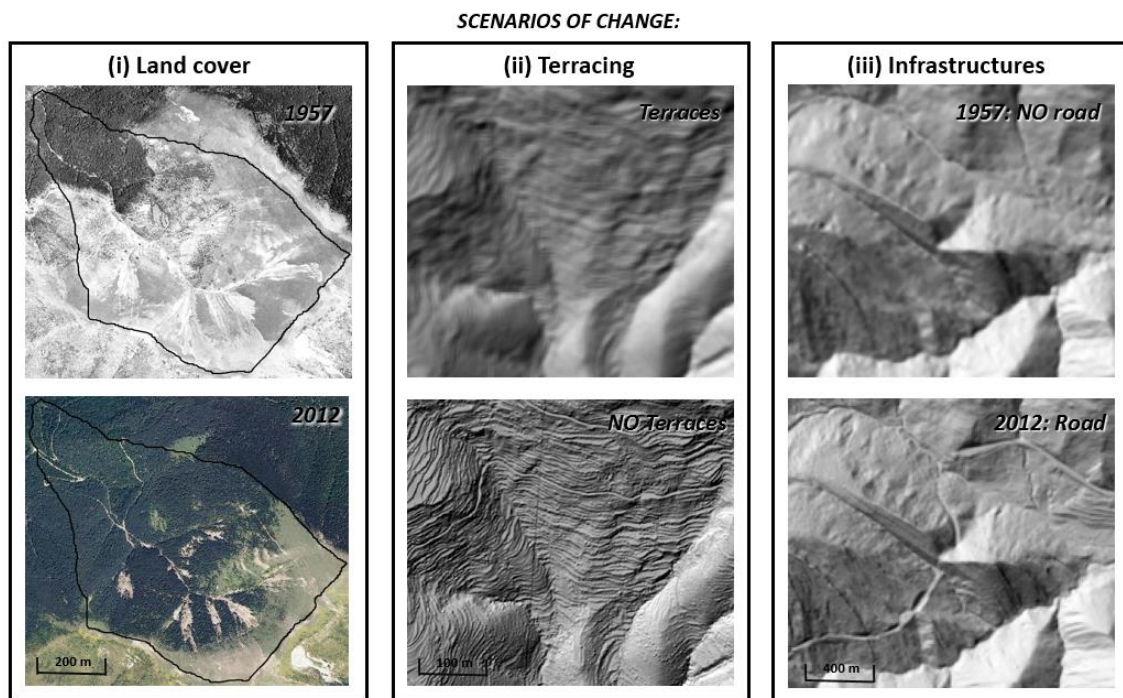 SCENARIOS OF CHANGE:
(i) Land cover
1957
2012
200 m
(ii) Terracing
Terraces
NO Terraces
100 m
(iii) Infrastructures
1957: NO road
2012: Road
400 m